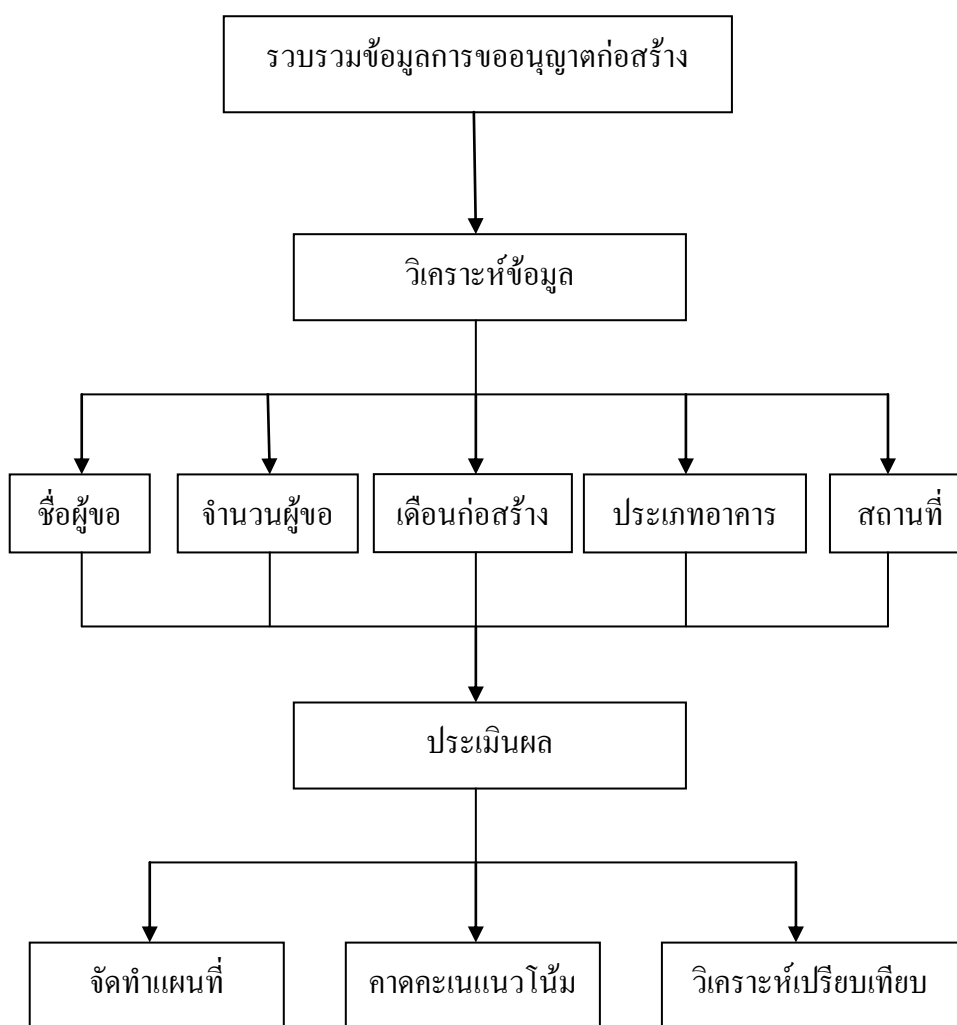 รวบรวมข้อมูลการขออนุญาตก่อสร้าง
วิเคราะห์ข้อมูล
ชื่อผู้ขอ
จำนวนผู้ขอ
เดือนก่อสร้าง
ประเภทอาคาร
สถานที่
ประเมินผล
จัดทำแผนที่
คาดคะเนแนวโน้ม
วิเคราะห์เปรียบเทียบ